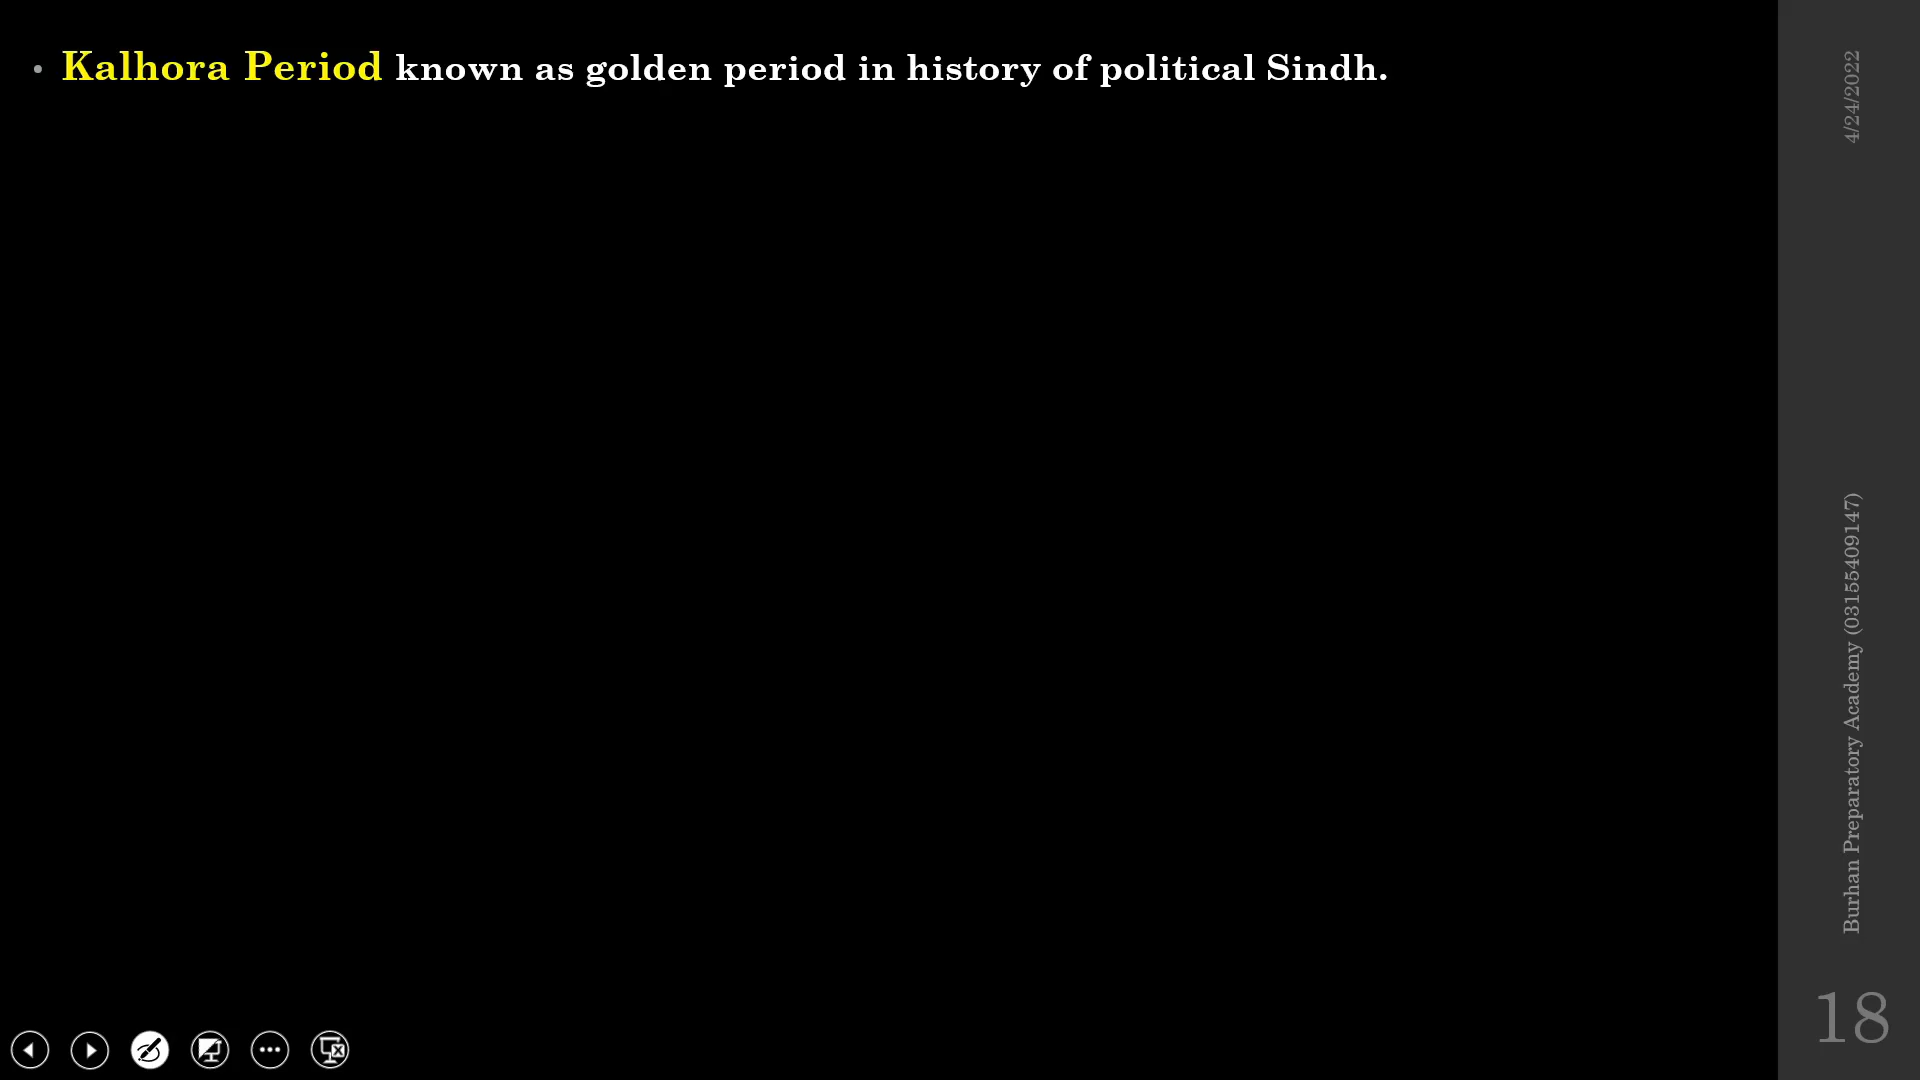 • Kalhora Period known as golden period in history of political Sindh.
4/24/2022
Burhan Preparatory Academy (03155409147)
18